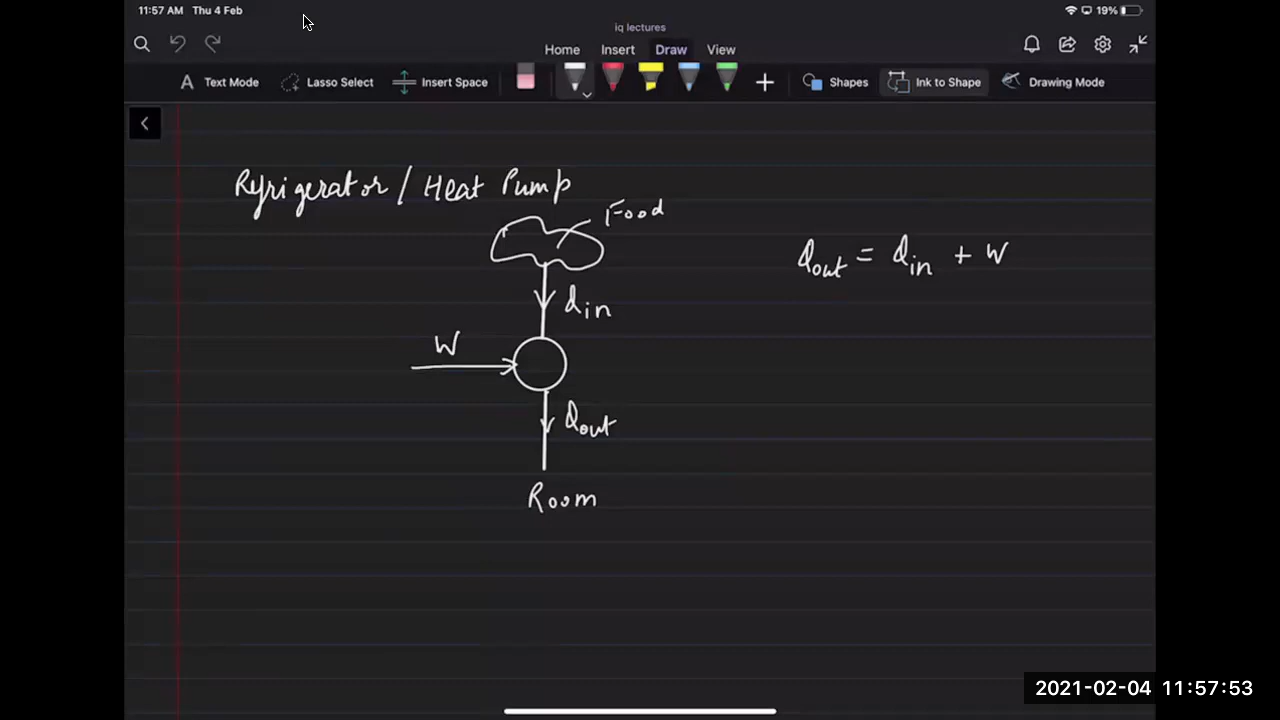 11:57 AM Thu 4 Feb
19%
iq lectures
Home Insert Draw View
Text Mode Lasso Select Insert Space Shapes Ink to Shape Drawing Mode
Refrigerator / Heat Pump
Food
Qout = Qin + W
Qin
W
Qout
Room
2021-02-04 11:57:53